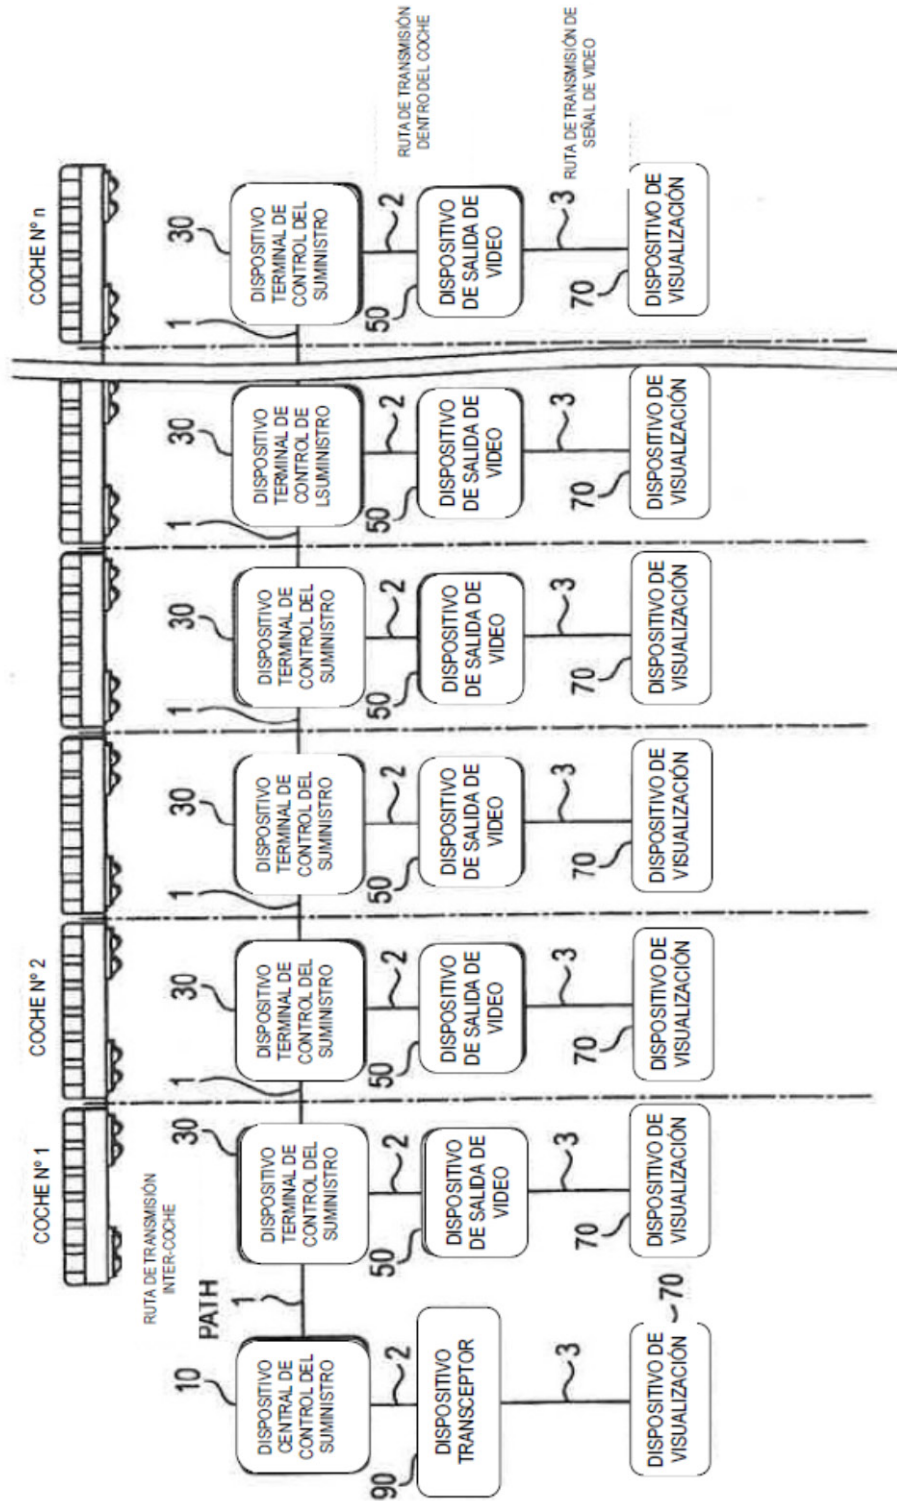 COCHE Nº 1
COCHE Nº 2
COCHE Nº n
RUTA DE TRANSMISIÓN
INTER-COCHE
PATH
10
1
30
1
30
1
30
1
30
1
30
1
30
DISPOSITIVO
CENTRAL DE
CONTROL DEL
SUMINISTRO
DISPOSITIVO
TERMINAL DE
CONTROL DEL
SUMINISTRO
DISPOSITIVO
TERMINAL DE
CONTROL DEL
SUMINISTRO
DISPOSITIVO
TERMINAL DE
CONTROL DEL
SUMINISTRO
DISPOSITIVO
TERMINAL DE
CONTROL DEL
SUMINISTRO
DISPOSITIVO
TERMINAL DE
CONTROL DE
LSUMINISTRO
DISPOSITIVO
TERMINAL DE
CONTROL DEL
SUMINISTRO
RUTA DE TRANSMISIÓN
DENTRO DEL COCHE
90
2
50
2
50
2
50
2
50
2
50
2
50
2
DISPOSITIVO
TRANSCEPTOR
DISPOSITIVO
DE SALIDA DE
VIDEO
DISPOSITIVO
DE SALIDA DE
VIDEO
DISPOSITIVO
DE SALIDA DE
VIDEO
DISPOSITIVO
DE SALIDA DE
VIDEO
DISPOSITIVO
DE SALIDA DE
VIDEO
DISPOSITIVO
DE SALIDA DE
VIDEO
RUTA DE TRANSMISIÓN DE
SEÑAL DE VIDEO
3
70
70
3
70
3
70
3
70
3
70
3
70
3
DISPOSITIVO DE
VISUALIZACIÓN
DISPOSITIVO DE
VISUALIZACIÓN
DISPOSITIVO DE
VISUALIZACIÓN
DISPOSITIVO DE
VISUALIZACIÓN
DISPOSITIVO DE
VISUALIZACIÓN
DISPOSITIVO DE
VISUALIZACIÓN
DISPOSITIVO DE
VISUALIZACIÓN